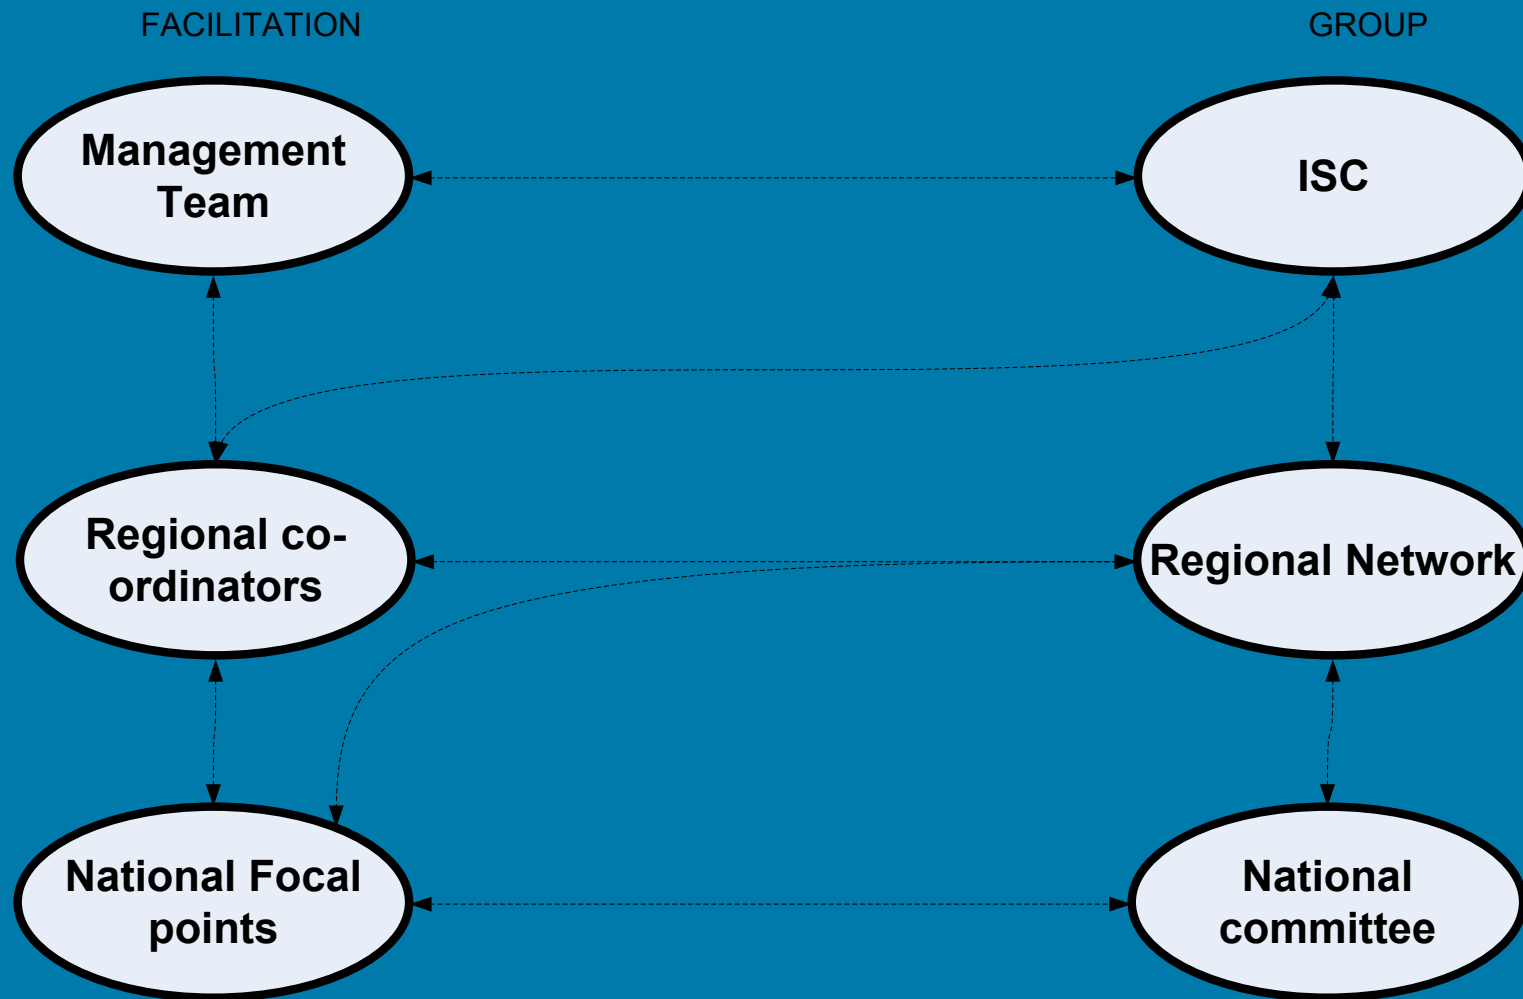 FACILITATION
GROUP
Management
Team
ISC
Regional co-
ordinators
Regional Network
National Focal
points
National
committee